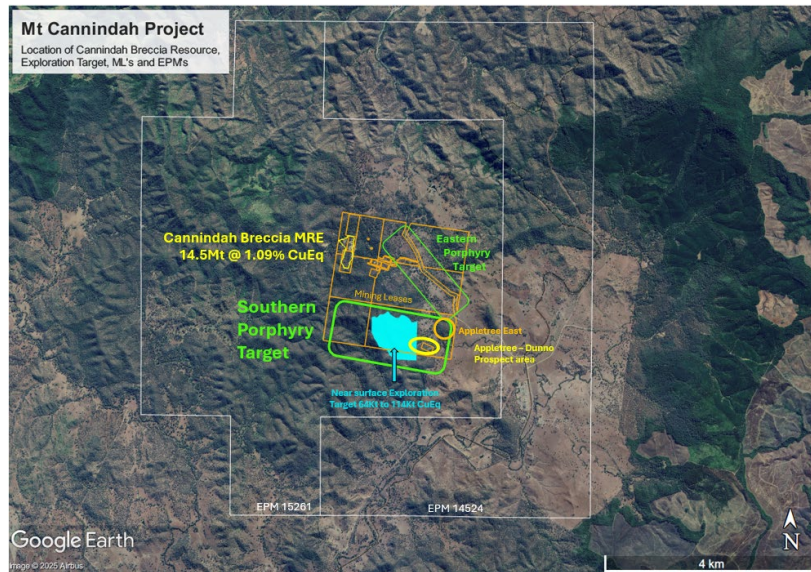 Mt Cannindah Project
Location of Cannindah Breccia Resource,
Exploration Target, ML's and EPM's
Cannindah Breccia MRE
14.5Mt @ 1.09% CuEq
Eastern
Porphyry
Target
Mining Leases
Southern
Porphyry
Target
Appletree East
Appletree – Dunno
Prospect area
Near surface Exploration
Target 64Kt to 114Kt CuEq
EPM 15261
EPM 14524
Google Earth
Image © 2025 Airbus
N
4 km